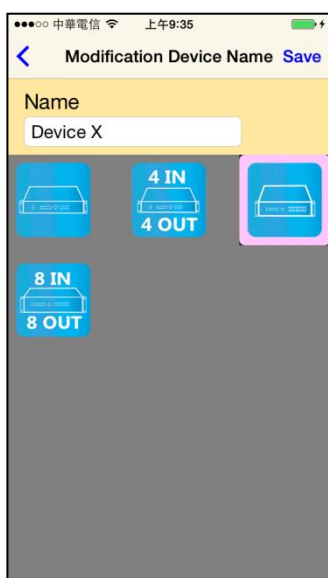 中華電信 上午9:35
Modification Device Name Save
Name
Device X
4 IN
4 OUT
8 IN
8 OUT